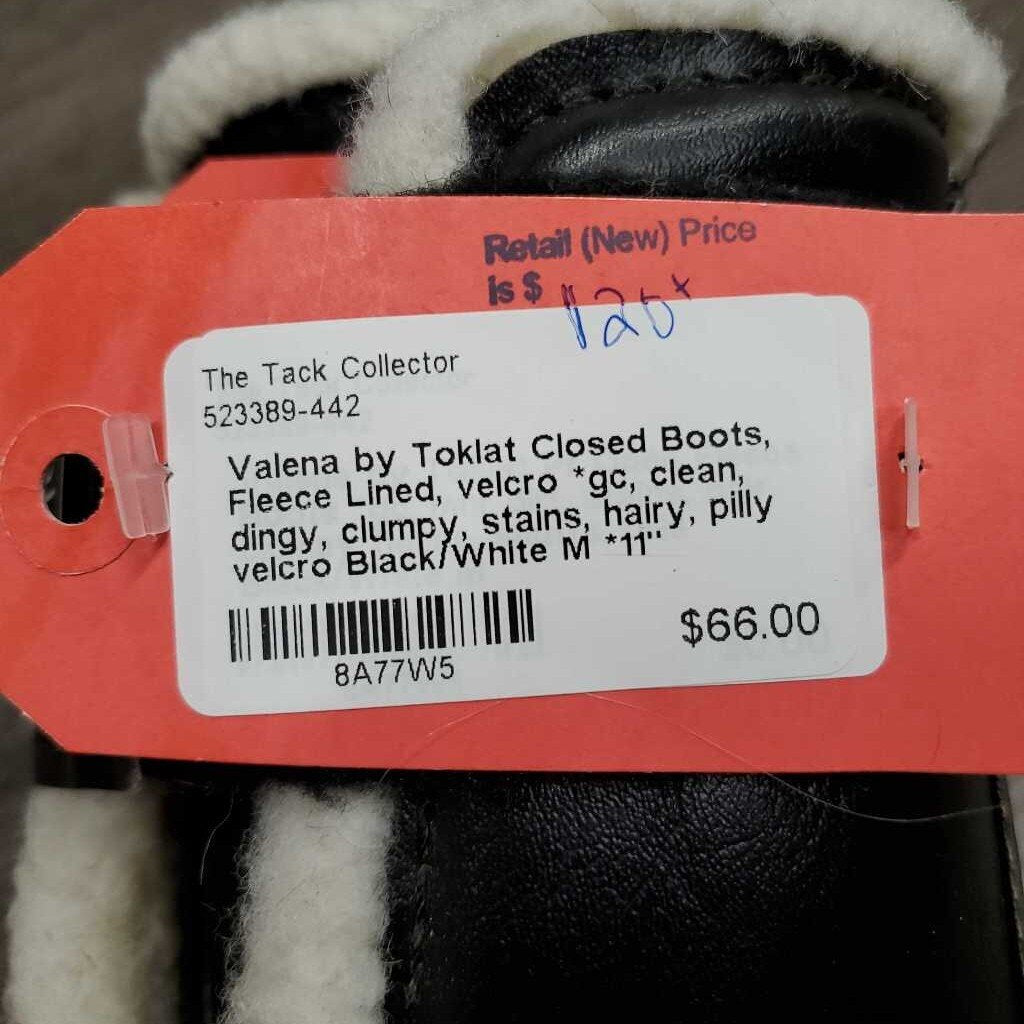 Retail (New) Price
is $ 120+
The Tack Collector
523389-442
Valena by Toklat Closed Boots,
Fleece Lined, velcro *gc, clean,
dingy, clumpy, stains, hairy, pilly
velcro Black/White M *11"
8A77W5
$66.00